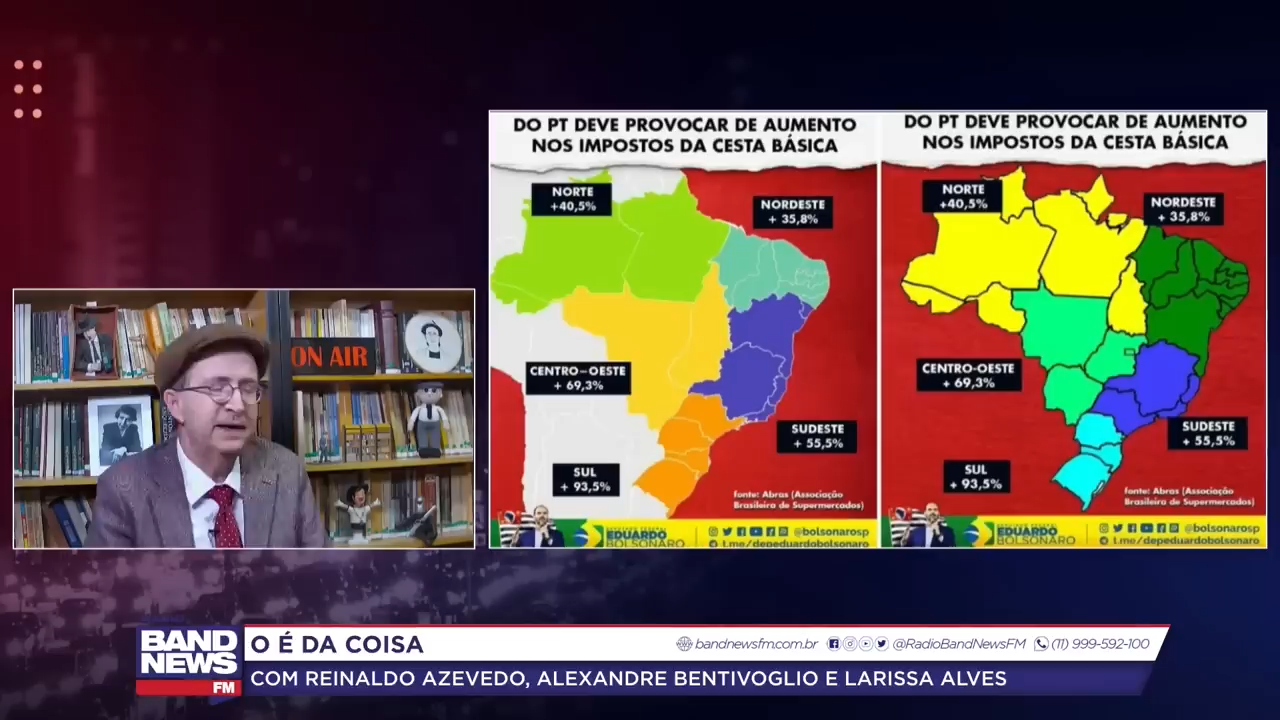 DO PT DEVE PROVOCAR DE AUMENTO
NOS IMPOSTOS DA CESTA BÁSICA
NORTE
+40,5%
NORDESTE
+ 35,8%
CENTRO-OESTE
+ 69,3%
SUDESTE
+ 55,5%
SUL
+ 93,5%
fonte: Abras (Associação
Brasileira de Supermercados)
EDUARDO
BOLSONARO
@bolsonarosp
t.me/depeduardobolsonaro
DO PT DEVE PROVOCAR DE AUMENTO
NOS IMPOSTOS DA CESTA BÁSICA
NORTE
+40,5%
NORDESTE
+ 35,8%
CENTRO-OESTE
+ 69,3%
SUDESTE
+ 55,5%
SUL
+ 93,5%
fonte: Abras (Associação
Brasileira de Supermercados)
EDUARDO
BOLSONARO
@bolsonarosp
t.me/depeduardobolsonaro
ON AIR
BAND
NEWS
FM
O É DA COISA
bandnewsfm.com.br @RadioBandNewsFM (11) 999-592-100
COM REINALDO AZEVEDO, ALEXANDRE BENTIVOGLIO E LARISSA ALVES